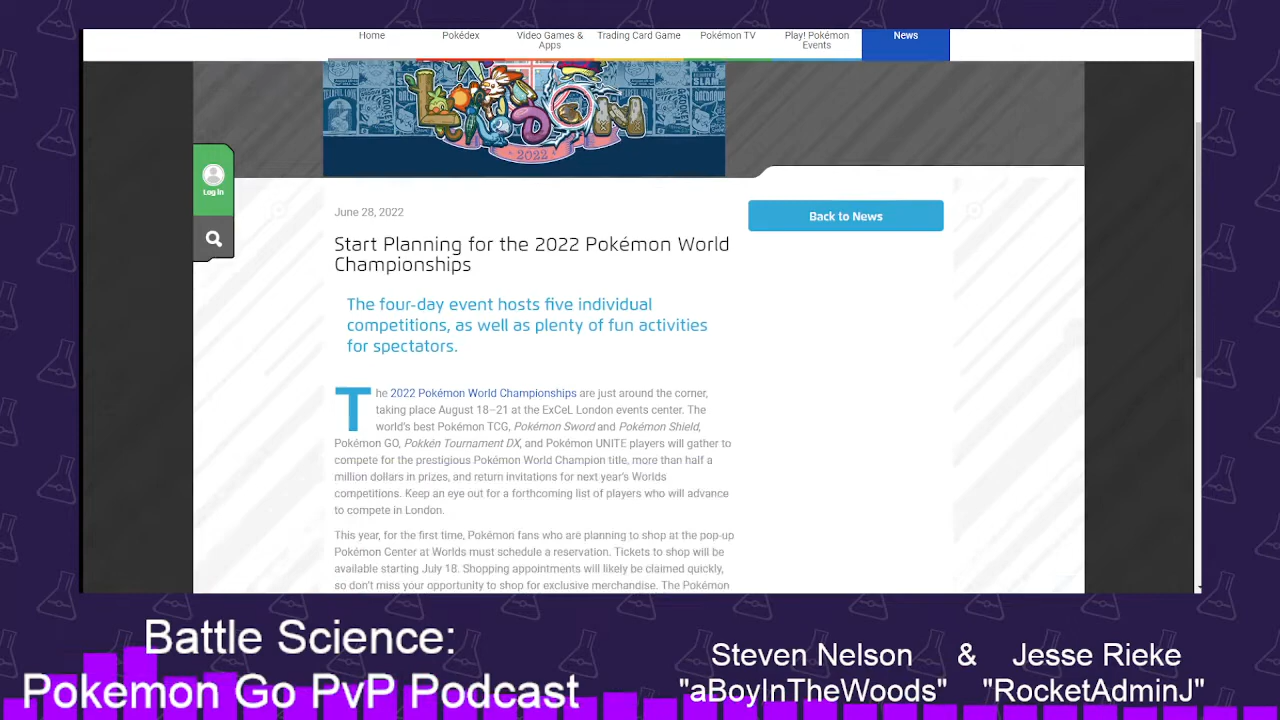 Home
Pokédex
Video Games &
Apps
Trading Card Game
Pokémon TV
Play! Pokémon
Events
News
LONDON
2022
Log in
June 28, 2022
Back to News
Start Planning for the 2022 Pokémon World
Championships
The four-day event hosts five individual
competitions, as well as plenty of fun activities
for spectators.
The 2022 Pokémon World Championships are just around the corner,
taking place August 18–21 at the ExCeL London events center. The
world's best Pokémon TCG, Pokémon Sword and Pokémon Shield,
Pokémon GO, Pokkén Tournament DX, and Pokémon UNITE players will gather to
compete for the prestigious Pokémon World Champion title, more than half a
million dollars in prizes, and return invitations for next year's Worlds
competitions. Keep an eye out for a forthcoming list of players who will advance
to compete in London.
This year, for the first time, Pokémon fans who are planning to shop at the pop-up
Pokémon Center at Worlds must schedule a reservation. Tickets to shop will be
available starting July 18. Shopping appointments will likely be claimed quickly,
so don't miss your opportunity to shop for exclusive merchandise. The Pokémon
Battle Science:
Pokemon Go PvP Podcast
Steven Nelson & Jesse Rieke
"aBoyInTheWoods" "RocketAdminJ"